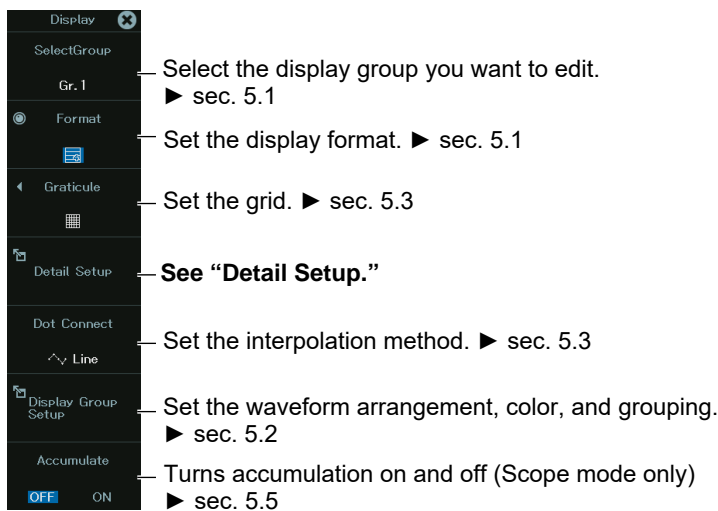 Display
SelectGroup
Gr. 1
Select the display group you want to edit.
► sec. 5.1
Format
Set the display format. ► sec. 5.1
Graticule
Set the grid. ► sec. 5.3
Detail Setup
See “Detail Setup.”
Dot Connect
Line
Set the interpolation method. ► sec. 5.3
Display Group
Setup
Set the waveform arrangement, color, and grouping.
► sec. 5.2
Accumulate
OFF ON
Turns accumulation on and off (Scope mode only)
► sec. 5.5